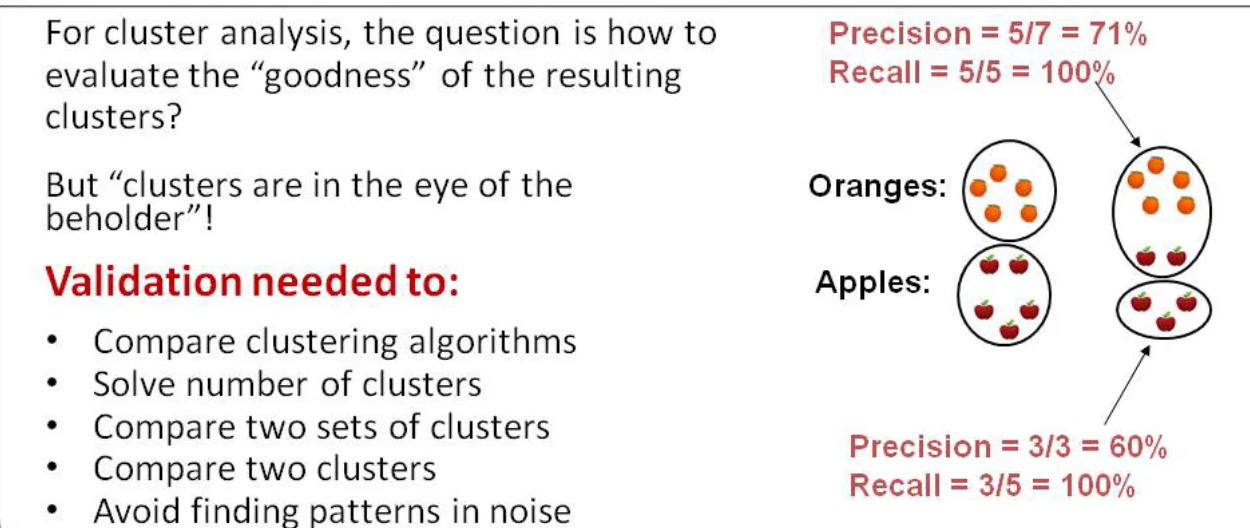 For cluster analysis, the question is how to
evaluate the “goodness” of the resulting
clusters?
But “clusters are in the eye of the
beholder”!
Validation needed to:
• Compare clustering algorithms
• Solve number of clusters
• Compare two sets of clusters
• Compare two clusters
• Avoid finding patterns in noise
Precision = 5/7 = 71%
Recall = 5/5 = 100%
Oranges:
Apples:
Precision = 3/3 = 60%
Recall = 3/5 = 100%